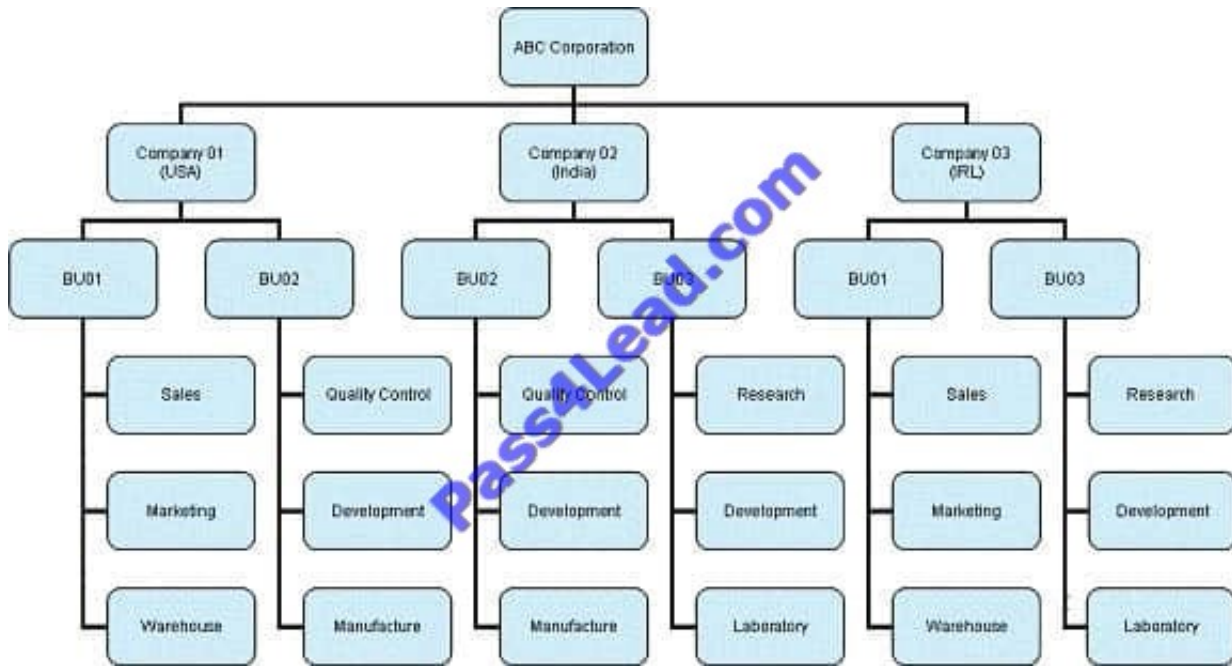 ABC Corporation
Company 01
(USA)
Company 02
(India)
Company 03
(IRL)
BU01
BU02
BU02
BU03
BU01
BU03
Sales
Quality Control
Quality Control
Research
Sales
Research
Marketing
Development
Development
Development
Marketing
Development
Warehouse
Manufacture
Manufacture
Laboratory
Warehouse
Laboratory
Pass4Lead.com